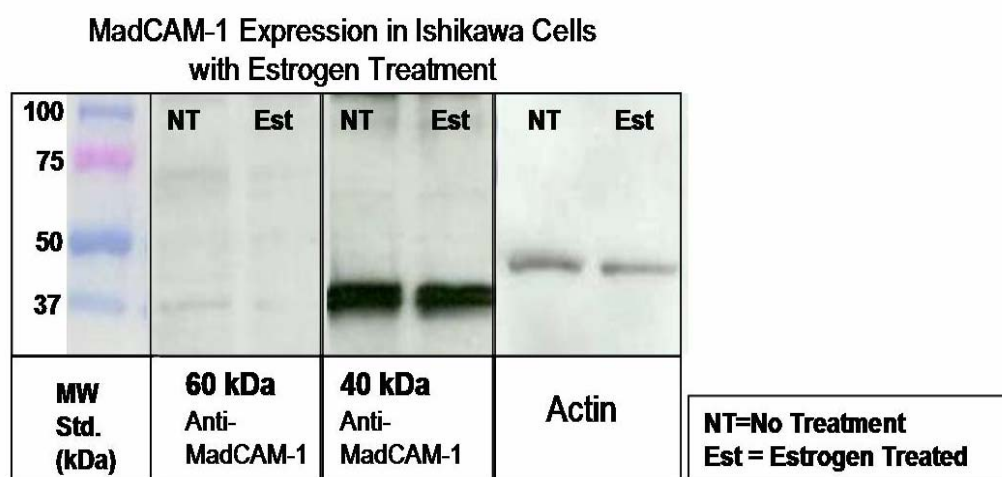 MadCAM-1 Expression in Ishikawa Cells
with Estrogen Treatment
100
75
50
37
NT Est
NT Est
NT Est
MW
Std.
(kDa)
60 kDa
Anti-
MadCAM-1
40 kDa
Anti-
MadCAM-1
Actin
NT=No Treatment
Est = Estrogen Treated